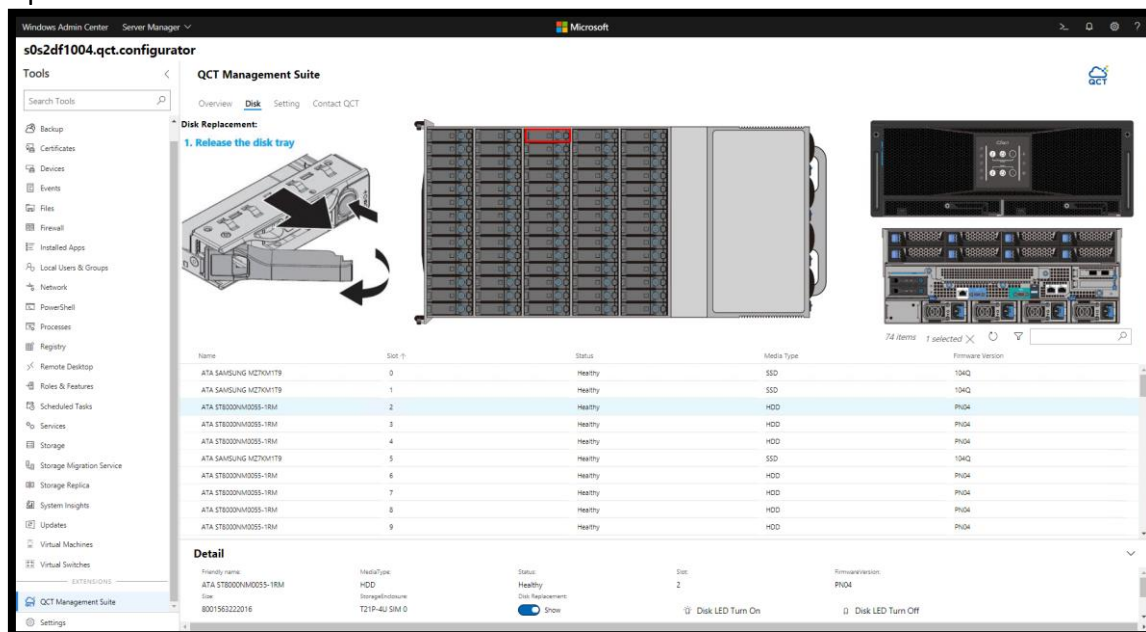 Windows Admin Center Server Manager
Microsoft
s0s2df1004.qct.configurator
Tools
Search Tools
Backup
Certificates
Devices
Events
Files
Firewall
Installed Apps
Local Users & Groups
Network
PowerShell
Processes
Registry
Remote Desktop
Roles & Features
Scheduled Tasks
Services
Storage
Storage Migration Service
Storage Replica
System Insights
Updates
Virtual Machines
Virtual Switches
EXTENSIONS
QCT Management Suite
Settings
QCT Management Suite
QCT
Overview Disk Setting Contact QCT
Disk Replacement:
1. Release the disk tray
74 items 1 selected
Name Slot Status Media Type Firmware Version
ATA SAMSUNG MZ7KM1T9 0 Healthy SSD 104Q
ATA SAMSUNG MZ7KM1T9 1 Healthy SSD 104Q
ATA ST8000NM0055-1RM 2 Healthy HDD PN04
ATA ST8000NM0055-1RM 3 Healthy HDD PN04
ATA ST8000NM0055-1RM 4 Healthy HDD PN04
ATA SAMSUNG MZ7KM1T9 5 Healthy SSD 104Q
ATA ST8000NM0055-1RM 6 Healthy HDD PN04
ATA ST8000NM0055-1RM 7 Healthy HDD PN04
ATA ST8000NM0055-1RM 8 Healthy HDD PN04
ATA ST8000NM0055-1RM 9 Healthy HDD PN04
Detail
Friendly name: MediaType: Status: Slot: FirmwareVersion:
ATA ST8000NM0055-1RM HDD Healthy 2 PN04
Size: StorageEnclosure: Disk Replacement:
8001563222016 T21P-4U SIM 0 Show Disk LED Turn On Disk LED Turn Off